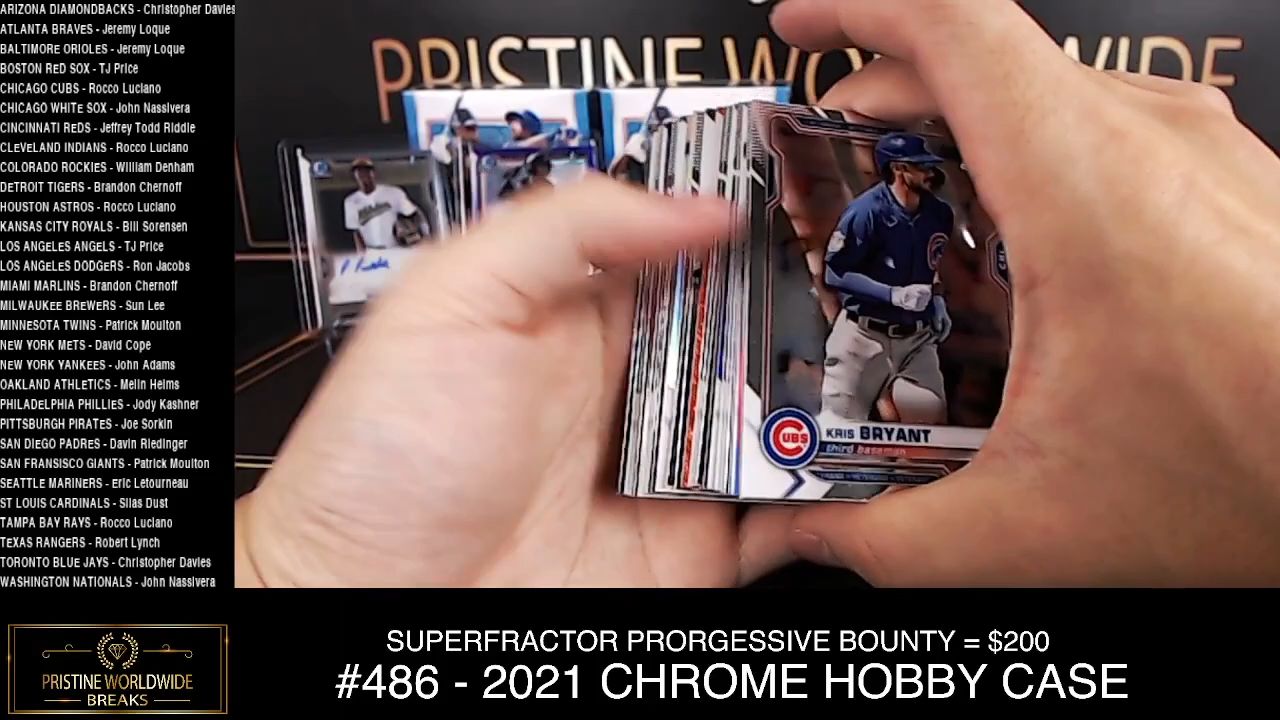 ARIZONA DIAMONDBACKS - Christopher Davies
ATLANTA BRAVES - Jeremy Loque
BALTIMORE ORIOLES - Jeremy Loque
BOSTON RED SOX - TJ Price
CHICAGO CUBS - Rocco Luciano
CHICAGO WHITE SOX - John Nassivera
CINCINNATI REDS - Jeffrey Todd Riddle
CLEVELAND INDIANS - Rocco Luciano
COLORADO ROCKIES - William Denham
DETROIT TIGERS - Brandon Chernoff
HOUSTON ASTROS - Rocco Luciano
KANSAS CITY ROYALS - Bill Sorensen
LOS ANGELES ANGELS - TJ Price
LOS ANGELES DODGERS - Ron Jacobs
MIAMI MARLINS - Brandon Chernoff
MILWAUKEE BREWERS - Sun Lee
MINNESOTA TWINS - Patrick Moulton
NEW YORK METS - David Cope
NEW YORK YANKEES - John Adams
OAKLAND ATHLETICS - Melin Helms
PHILADELPHIA PHILLIES - Jody Kashner
PITTSBURGH PIRATES - Joe Sorkin
SAN DIEGO PADRES - Davin Riedinger
SAN FRANSISCO GIANTS - Patrick Moulton
SEATTLE MARINERS - Eric Letourneau
ST LOUIS CARDINALS - Silas Dust
TAMPA BAY RAYS - Rocco Luciano
TEXAS RANGERS - Robert Lynch
TORONTO BLUE JAYS - Christopher Davies
WASHINGTON NATIONALS - John Nassivera
PRISTINE WORLDWIDE
CUBS
KRIS BRYANT
third baseman
PRISTINE WORLDWIDE
BREAKS
SUPERFRACTOR PRORGESSIVE BOUNTY = $200
#486 - 2021 CHROME HOBBY CASE